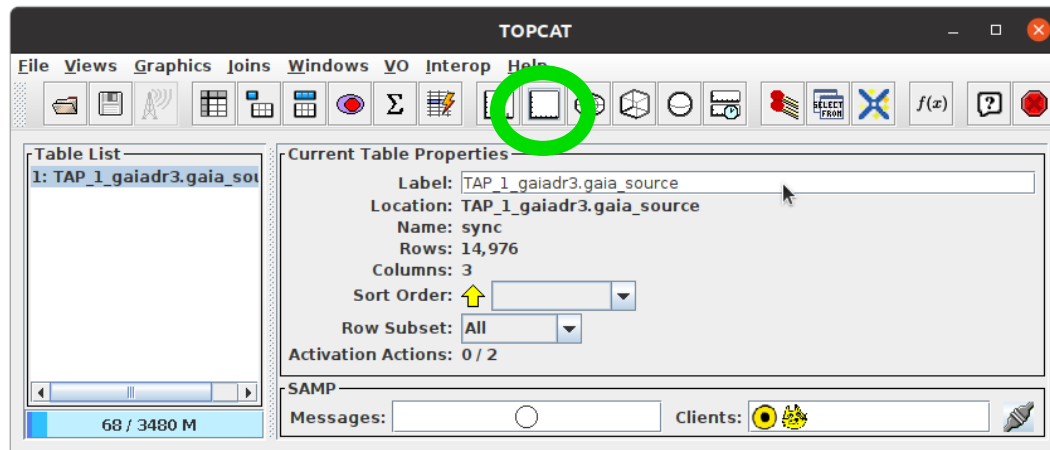 TOPCAT
File Views Graphics Joins Windows VO Interop Help
Σ SELECT FROM f(x) ?
Table List
1: TAP_1_gaiadr3.gaia_sou
68 / 3480 M
Current Table Properties
Label: TAP_1_gaiadr3.gaia_source
Location: TAP_1_gaiadr3.gaia_source
Name: sync
Rows: 14,976
Columns: 3
Sort Order:
Row Subset: All
Activation Actions: 0 / 2
SAMP
Messages: Clients: